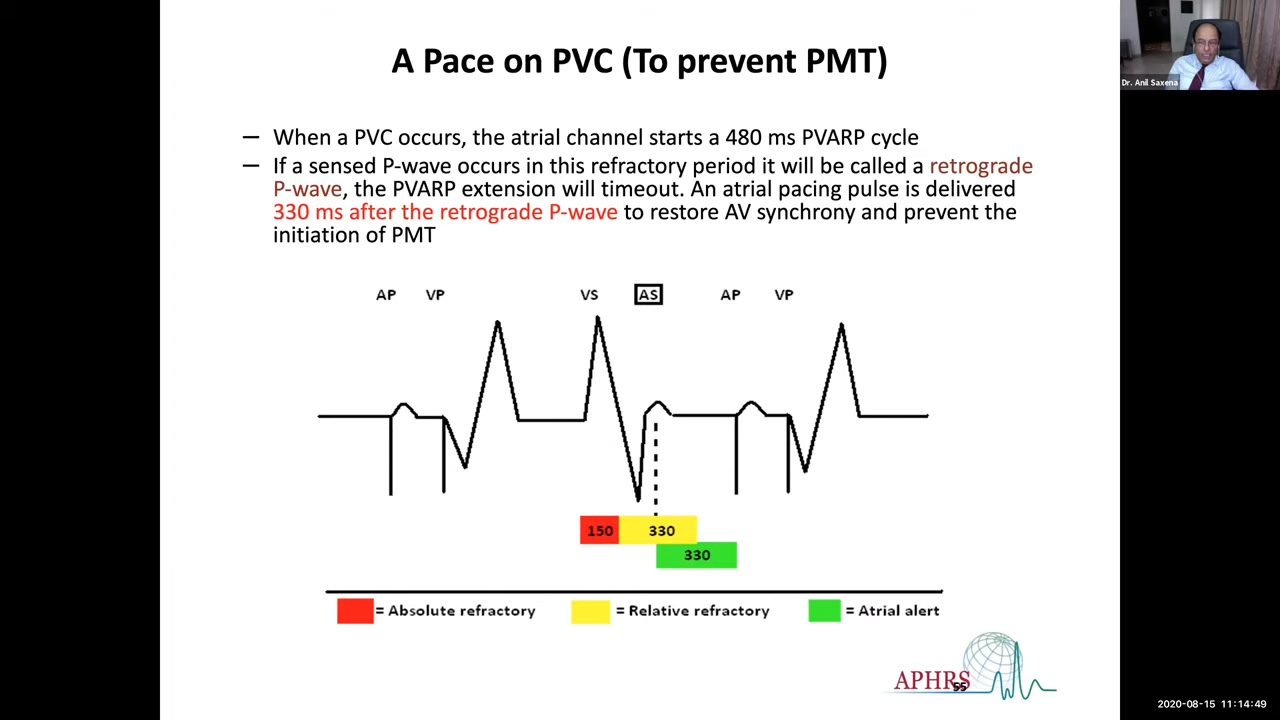 A Pace on PVC (To prevent PMT)
Dr. Anil Saxena
— When a PVC occurs, the atrial channel starts a 480 ms PVARP cycle
— If a sensed P-wave occurs in this refractory period it will be called a retrograde
P-wave, the PVARP extension will timeout. An atrial pacing pulse is delivered
330 ms after the retrograde P-wave to restore AV synchrony and prevent the
initiation of PMT
AP VP VS AS AP VP
150 330
330
= Absolute refractory = Relative refractory = Atrial alert
APHRS
55
2020-08-15 11:14:49